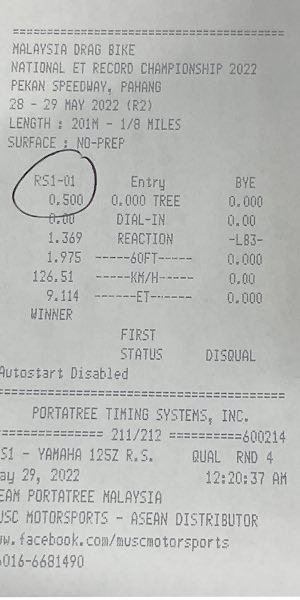 ==============================
MALAYSIA DRAG BIKE
NATIONAL ET RECORD CHAMPIONSHIP 2022
PEKAN SPEEDWAY, PAHANG
28 - 29 MAY 2022 (R2)
LENGTH : 201M - 1/8 MILES
SURFACE : NO-PREP
RS1-01 Entry BYE
0.500 0.000 TREE 0.000
0.00 DIAL-IN 0.00
1.369 REACTION -L83-
1.975 -----60FT----- 0.000
126.51 -----KM/H----- 0.00
9.114 ------ET------ 0.000
WINNER
FIRST
STATUS DISQUAL
Autostart Disabled
==============================
PORTATREE TIMING SYSTEMS, INC.
============== 211/212 ==========600214
S1 - YAMAHA 125Z R.S. QUAL RND 4
ay 29, 2022 12:20:37 AM
EAM PORTATREE MALAYSIA
USC MOTORSPORTS - ASEAN DISTRIBUTOR
ww.facebook.com/muscmotorsports
016-6681490